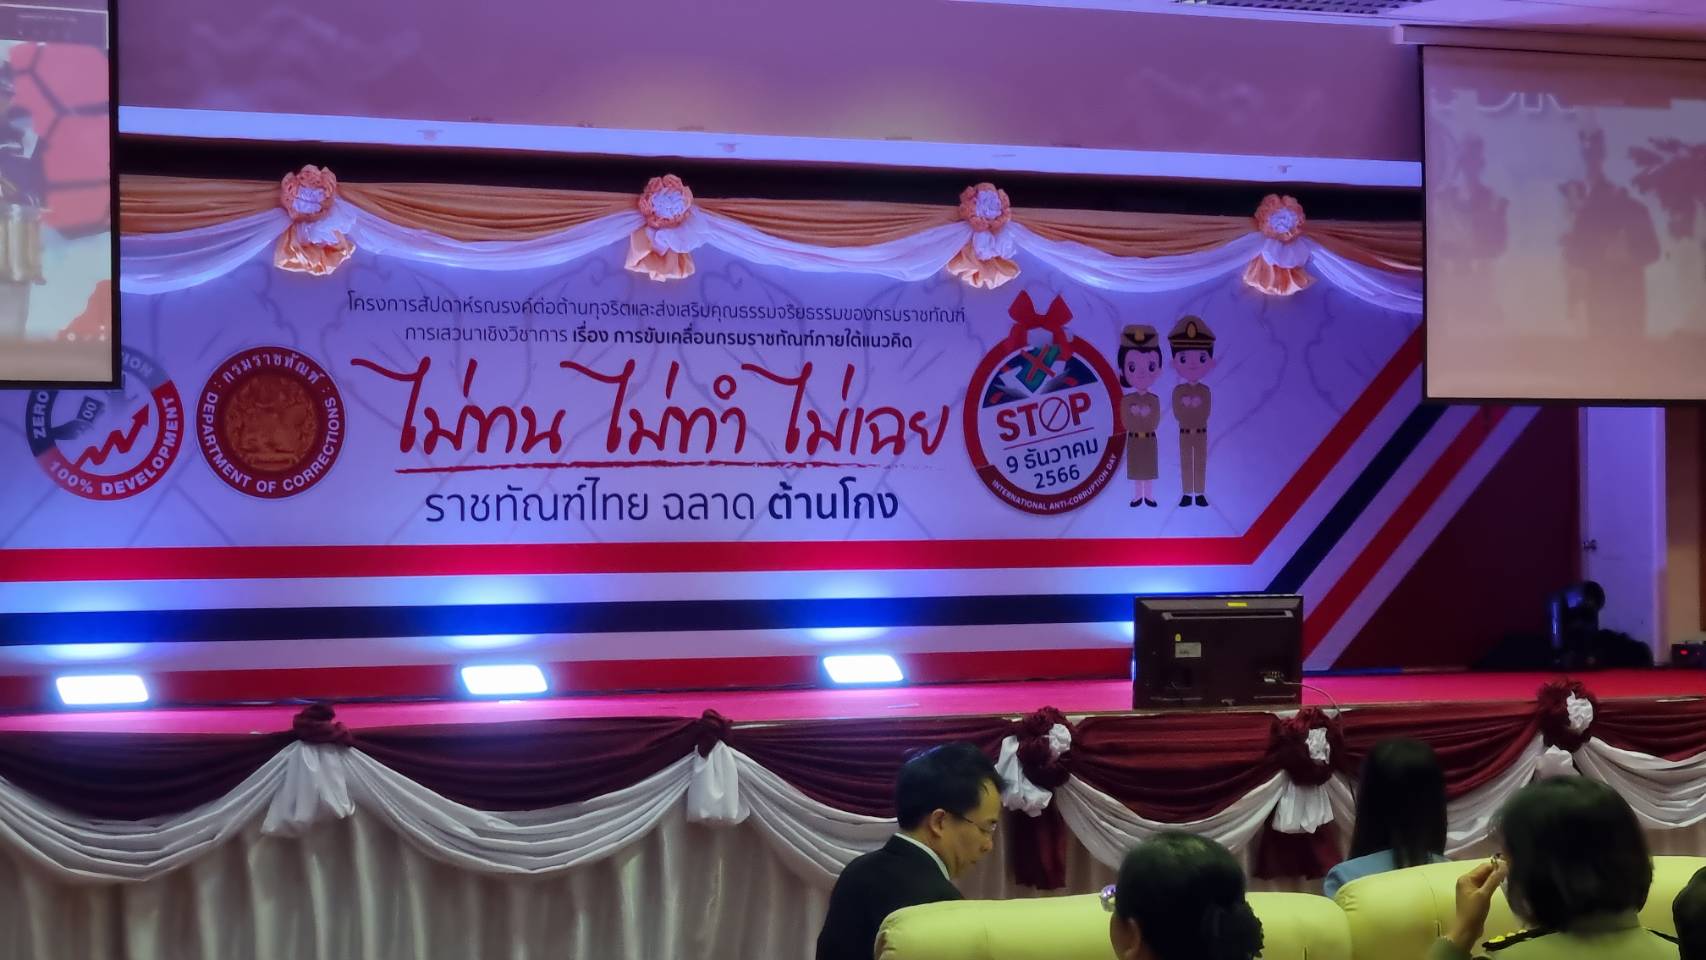 โครงการสัปดาห์รณรงค์ต่อต้านทุจริตและส่งเสริมคุณธรรมจริยธรรมของกรมราชทัณฑ์
การเสวนาเชิงวิชาการ เรื่อง การขับเคลื่อนกรมราชทัณฑ์ภายใต้แนวคิด
ไม่ทน ไม่ทำ ไม่เฉย
ราชทัณฑ์ไทย ฉลาด ต้านโกง
ZERO
100% DEVELOPMENT
กรมราชทัณฑ์
DEPARTMENT OF CORRECTIONS
STOP
9 ธันวาคม
2566
INTERNATIONAL ANTI-CORRUPTION DAY